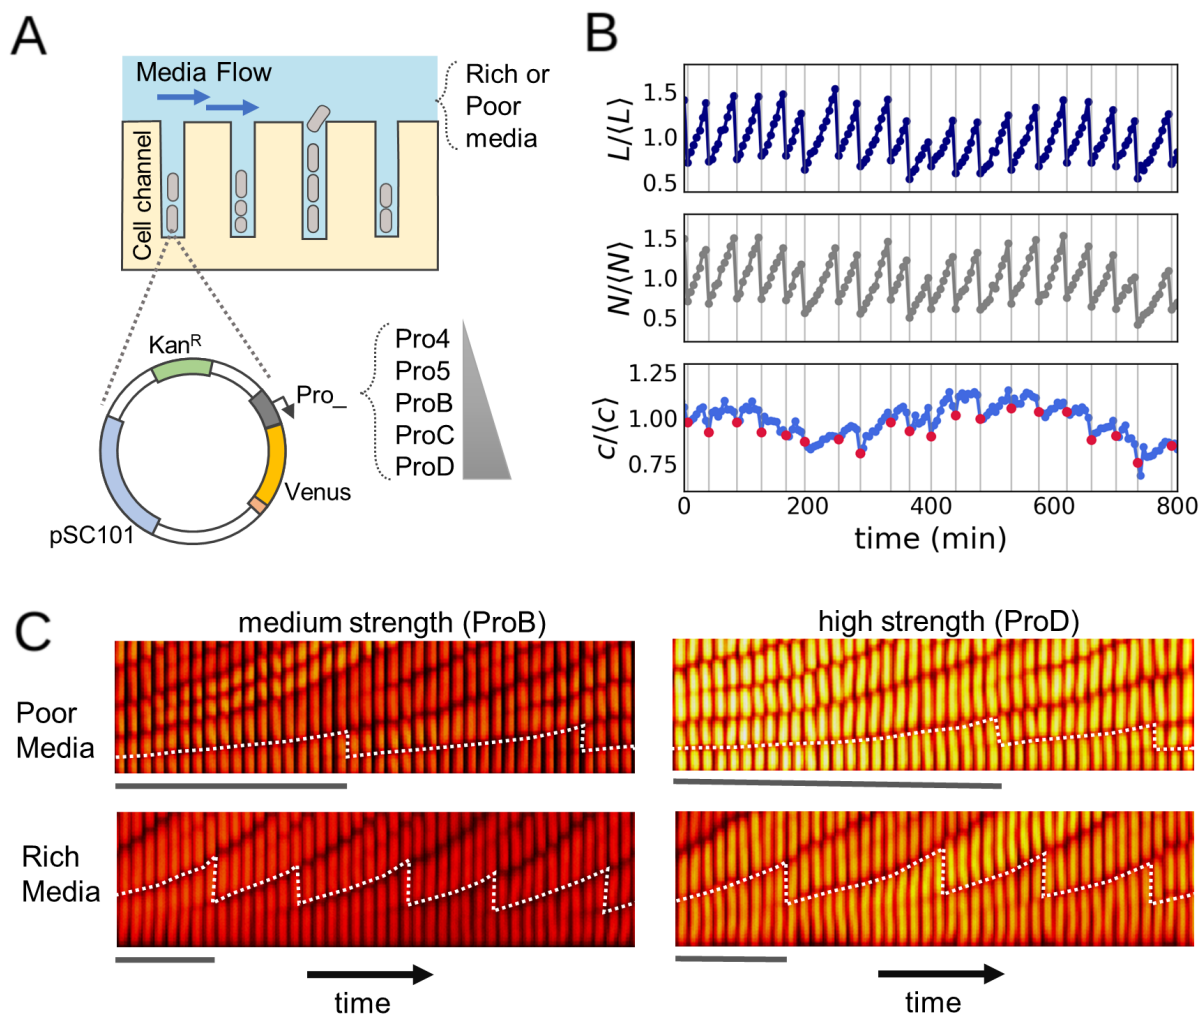 A
Media Flow
Rich or
Poor
media
Cell channel
Kan^R
Pro_
Venus
pSC101
Pro4
Pro5
ProB
ProC
ProD
B
L/⟨L⟩
1.5
1.0
0.5
N/⟨N⟩
1.5
1.0
0.5
c/⟨c⟩
1.25
1.00
0.75
0 200 400 600 800
time (min)
C
medium strength (ProB)
high strength (ProD)
Poor
Media
Rich
Media
time
time